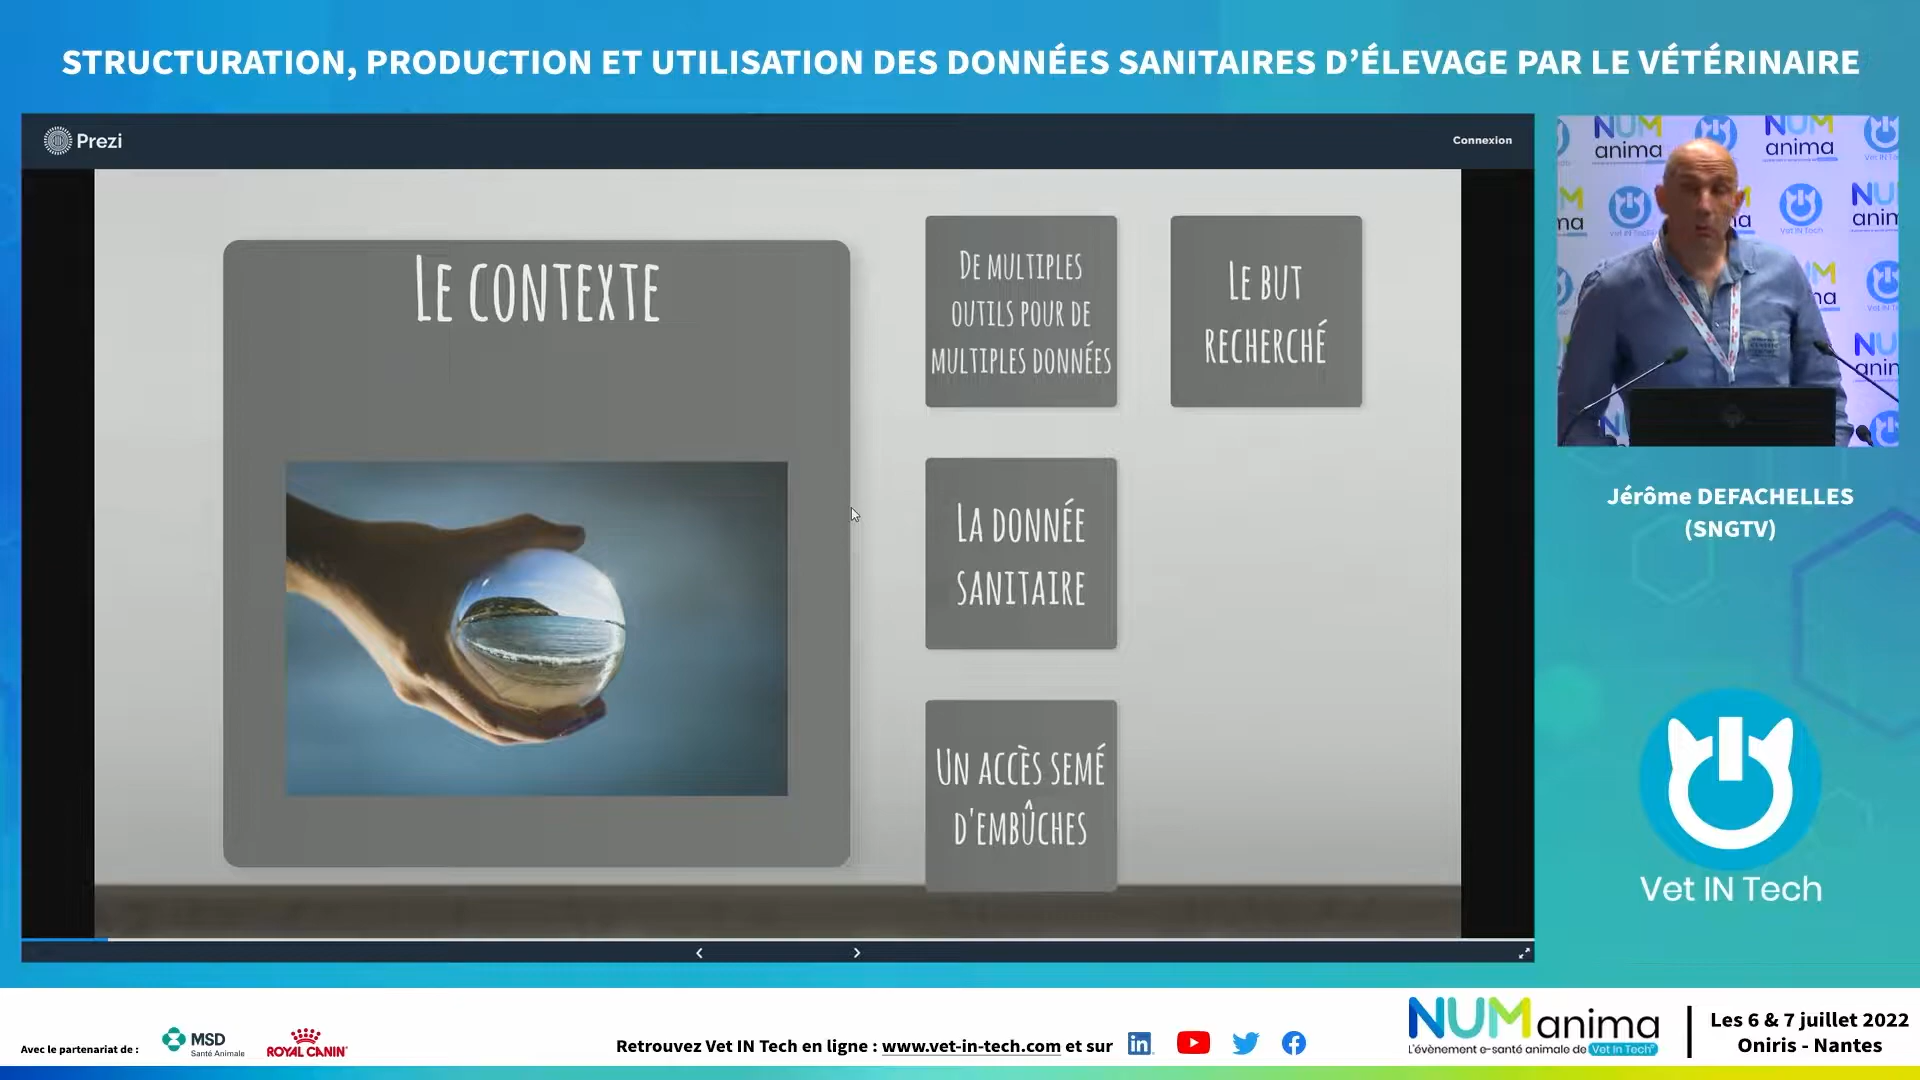 STRUCTURATION, PRODUCTION ET UTILISATION DES DONNÉES SANITAIRES D’ÉLEVAGE PAR LE VÉTÉRINAIRE
Prezi
Connexion
LE CONTEXTE
DE MULTIPLES
OUTILS POUR DE
MULTIPLES DONNÉES
LE BUT
RECHERCHÉ
LA DONNÉE
SANITAIRE
UN ACCÈS SEMÉ
D'EMBÛCHES
NUM
anima
NUM
anima
Jérôme DEFACHELLES
(SNGTV)
Vet IN Tech
Avec le partenariat de :
MSD
Santé Animale
ROYAL CANIN
Retrouvez Vet IN Tech en ligne : www.vet-in-tech.com et sur
NUManima
L'évènement e-santé animale de Vet In Tech
Les 6 & 7 juillet 2022
Oniris - Nantes